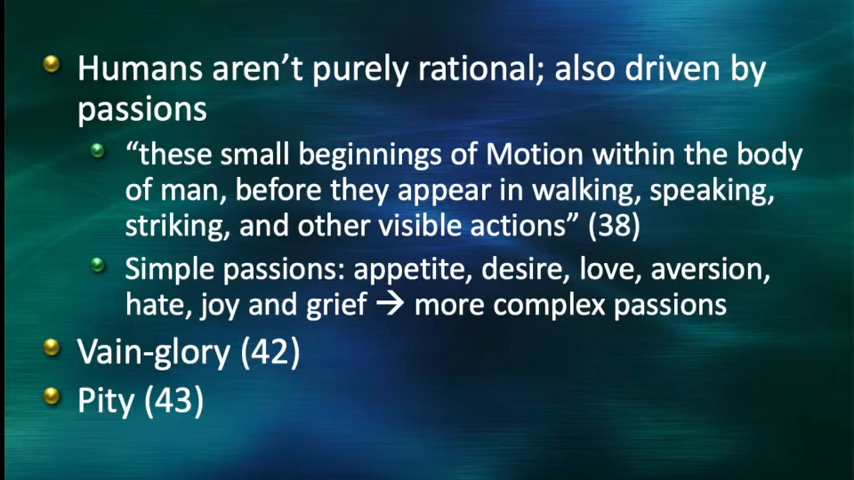 Humans aren’t purely rational; also driven by
passions
“these small beginnings of Motion within the body
of man, before they appear in walking, speaking,
striking, and other visible actions” (38)
Simple passions: appetite, desire, love, aversion,
hate, joy and grief → more complex passions
Vain-glory (42)
Pity (43)